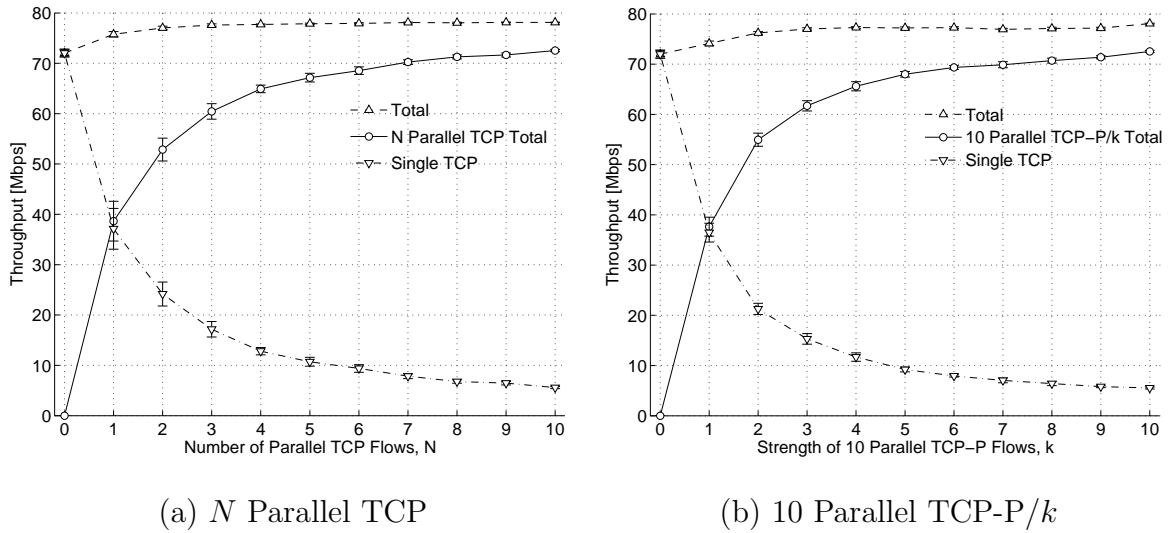 80
70
60
50
40
30
20
10
0
Throughput [Mbps]
Total
N Parallel TCP Total
Single TCP
0 1 2 3 4 5 6 7 8 9 10
Number of Parallel TCP Flows, N
(a) N Parallel TCP
80
70
60
50
40
30
20
10
0
Throughput [Mbps]
Total
10 Parallel TCP−P/k Total
Single TCP
0 1 2 3 4 5 6 7 8 9 10
Strength of 10 Parallel TCP−P Flows, k
(b) 10 Parallel TCP-P/k